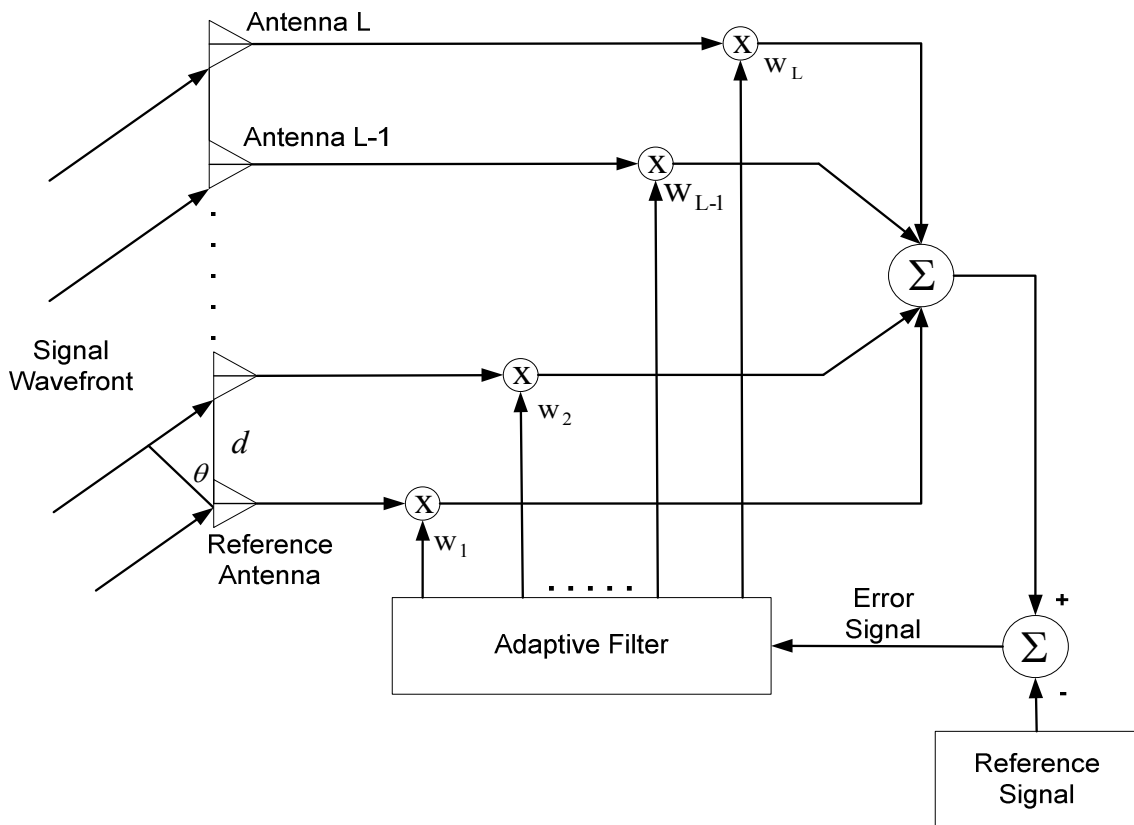 Antenna L
X
w L
Antenna L-1
X
w L-1
Σ
Signal
Wavefront
X
w 2
d
θ
X
w 1
Reference
Antenna
Adaptive Filter
Error
Signal
+
Σ
-
Reference
Signal